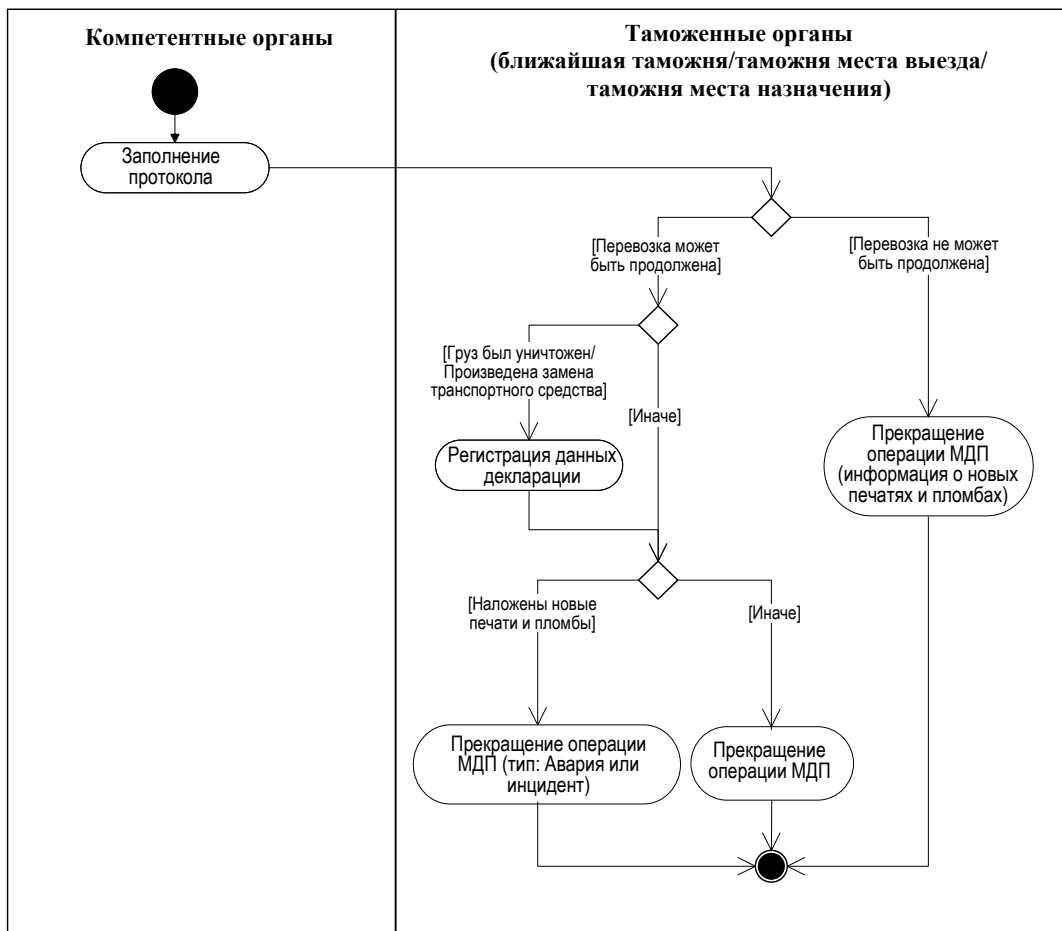 Компетентные органы
Таможенные органы
(ближайшая таможня/таможня места выезда/
таможня места назначения)
Заполнение
протокола
[Перевозка может
быть продолжена]
[Перевозка не может
быть продолжена]
[Груз был уничтожен/
Произведена замена
транспортного средства]
[Иначе]
Регистрация данных
декларации
Прекращение
операции МДП
(информация о новых
печатях и пломбах)
[Наложены новые
печати и пломбы]
[Иначе]
Прекращение операции
МДП (тип: Авария или
инцидент)
Прекращение
операции МДП